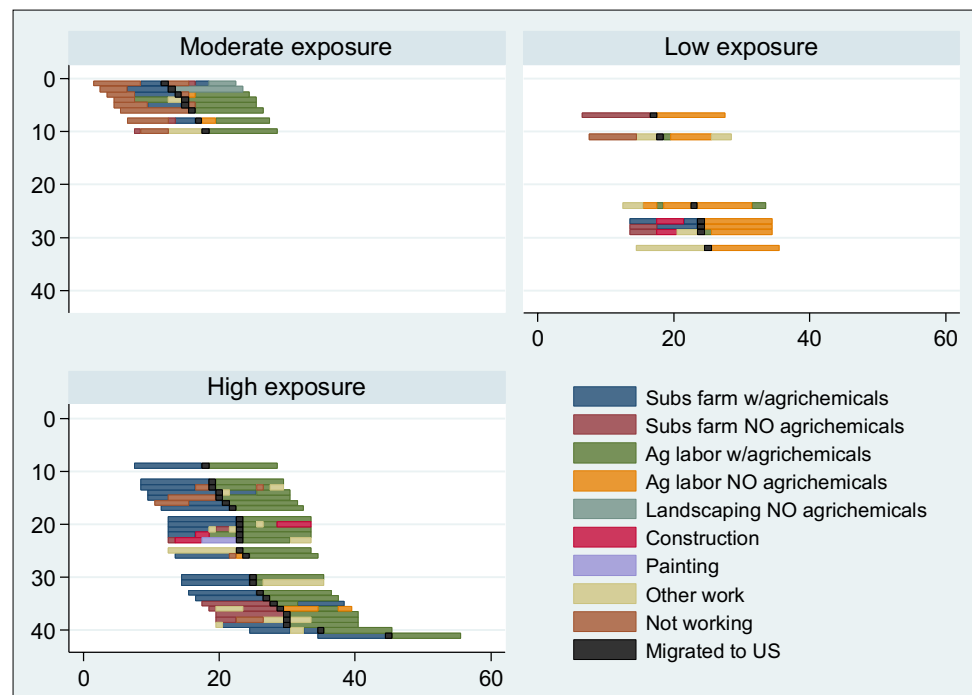 Moderate exposure
Low exposure
0
10
20
30
40
0 20 40 60
High exposure
0
10
20
30
40
0 20 40 60
Subs farm w/agrichemicals
Subs farm NO agrichemicals
Ag labor w/agrichemicals
Ag labor NO agrichemicals
Landscaping NO agrichemicals
Construction
Painting
Other work
Not working
Migrated to US